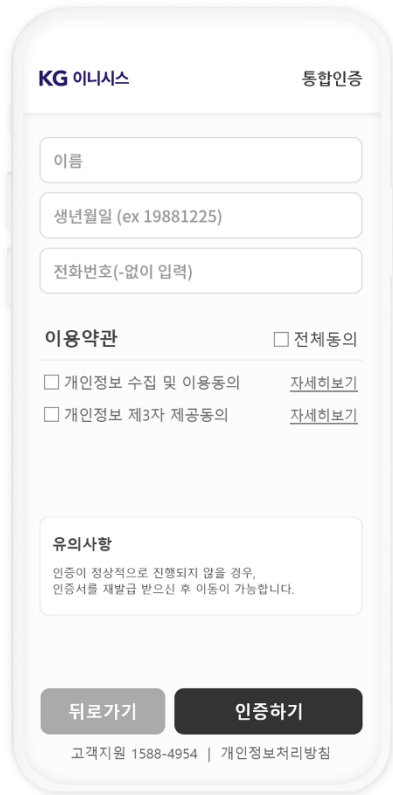 KG 이니시스 통합인증
이름
생년월일 (ex 19881225)
전화번호(-없이 입력)
이용약관 전체동의
개인정보 수집 및 이용동의 자세히보기
개인정보 제3자 제공동의 자세히보기
유의사항
인증이 정상적으로 진행되지 않을 경우,
인증서를 재발급 받으신 후 이동이 가능합니다.
뒤로가기 인증하기
고객지원 1588-4954 | 개인정보처리방침